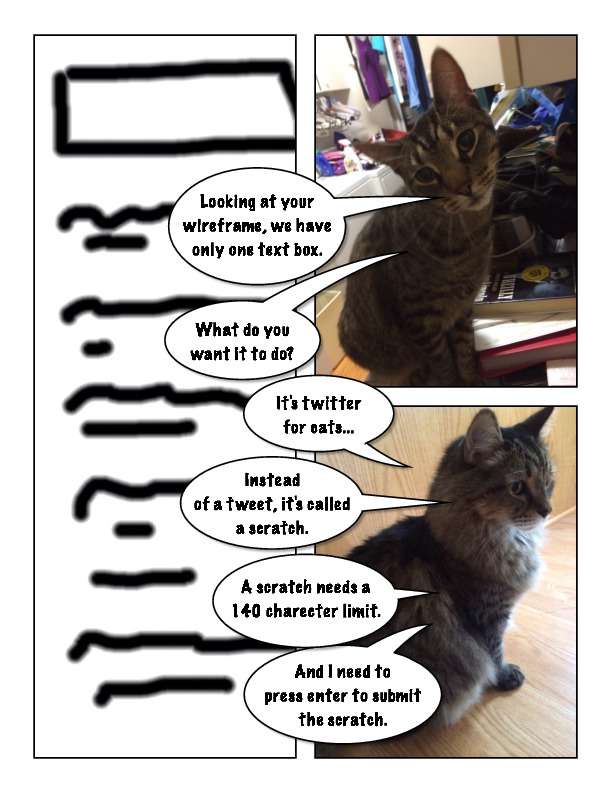 Looking at your
wireframe, we have
only one text box.
What do you
want it to do?
It's twitter
for cats...
Instead
of a tweet, it's called
a scratch.
A scratch needs a
140 charecter limit.
And I need to
press enter to submit
the scratch.